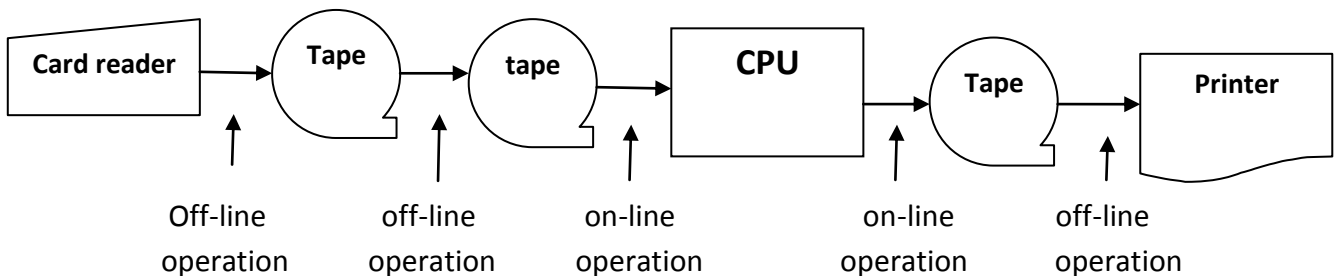 Card reader
Tape
tape
CPU
Tape
Printer
Off-line
operation
off-line
operation
on-line
operation
on-line
operation
off-line
operation